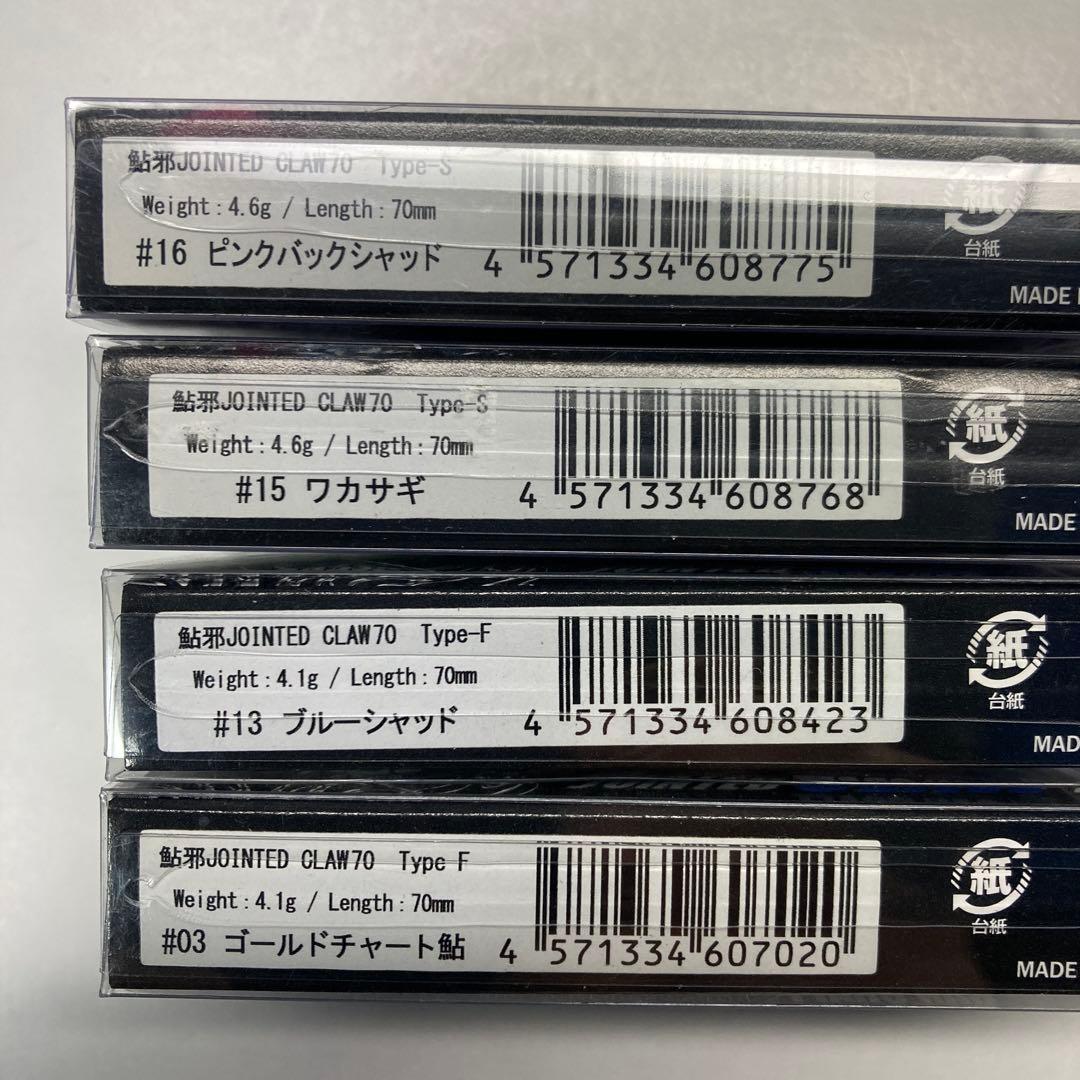 鮎邪JOINTED CLAW70 Type-S
Weight:4.6g / Length:70mm
#16 ピンクバックシャッド
4 571334 608775
紙
台紙
MADE
鮎邪JOINTED CLAW70 Type-S
Weight:4.6g / Length:70mm
#15 ワカサギ
4 571334 608768
紙
台紙
MADE
鮎邪JOINTED CLAW70 Type-F
Weight:4.1g / Length:70mm
#13 ブルーシャッド
4 571334 608423
紙
台紙
MAD
鮎邪JOINTED CLAW70 Type F
Weight:4.1g / Length:70mm
#03 ゴールドチャート鮎
4 571334 607020
紙
台紙
MADE